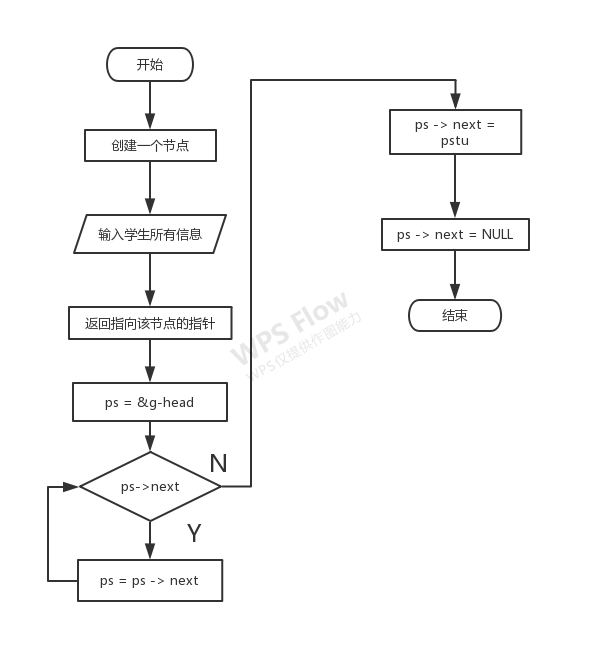 开始
创建一个节点
输入学生所有信息
返回指向该节点的指针
ps = &g-head
ps->next
N
Y
ps = ps -> next
ps -> next =
pstu
ps -> next = NULL
结束
WPS Flow
WPS仅提供作图能力